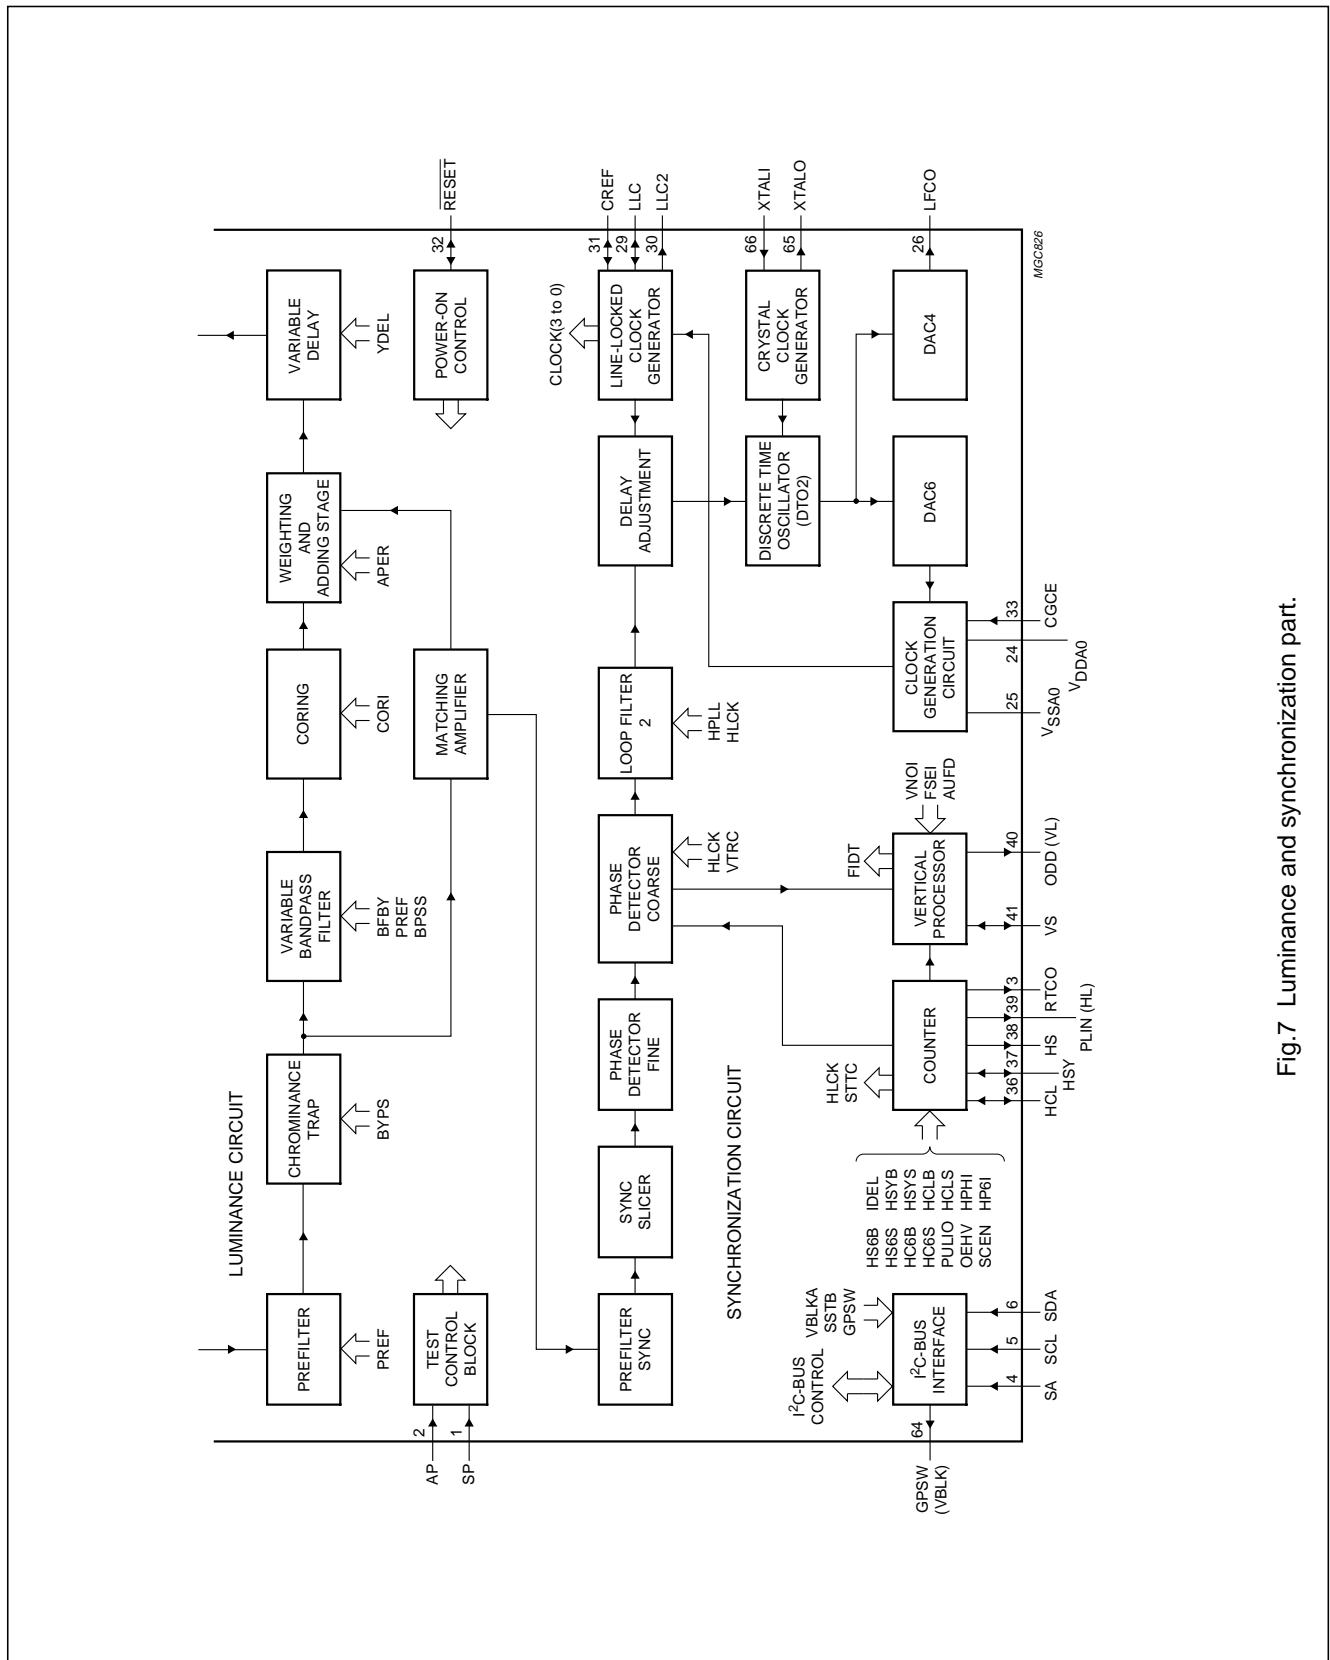 LUMINANCE CIRCUIT
PREFILTER
PREF
CHROMINANCE
TRAP
BYPS
VARIABLE
BANDPASS
FILTER
BFBY
PREF
BPSS
CORING
CORI
WEIGHTING
AND
ADDING STAGE
APER
VARIABLE
DELAY
YDEL
AP
2
SP
1
TEST
CONTROL
BLOCK
MATCHING
AMPLIFIER
POWER-ON
CONTROL
32
RESET
PREFILTER
SYNC
SYNC
SLICER
PHASE
DETECTOR
FINE
PHASE
DETECTOR
COARSE
HLCK
VTRC
LOOP FILTER
2
HPLL
HLCK
DELAY
ADJUSTMENT
CLOCK(3 to 0)
LINE-LOCKED
CLOCK
GENERATOR
31
CREF
29
LLC
30
LLC2
SYNCHRONIZATION CIRCUIT
DISCRETE TIME
OSCILLATOR
(DTO2)
CRYSTAL
CLOCK
GENERATOR
66
XTALI
65
XTALO
I2C-BUS
CONTROL
VBLKA
SSTB
GPSW
I2C-BUS
INTERFACE
64
GPSW
(VBLK)
4
SA
5
SCL
6
SDA
HS6B IDEL
HS6S HSYB
HC6B HSYS
HC6S HCLB
PULIO HCLS
OEHV HPHI
SCEN HP6I
HLCK
STTC
COUNTER
36
HCL
37
HSY
38
HS
39
PLIN (HL)
3
RTCO
FIDT
VNOI
FSEI
AUFD
VERTICAL
PROCESSOR
41
VS
40
ODD (VL)
CLOCK
GENERATION
CIRCUIT
25
VSSA0
24
VDDA0
33
CGCE
DAC6
DAC4
26
LFCO
MGC826
Fig.7 Luminance and synchronization part.